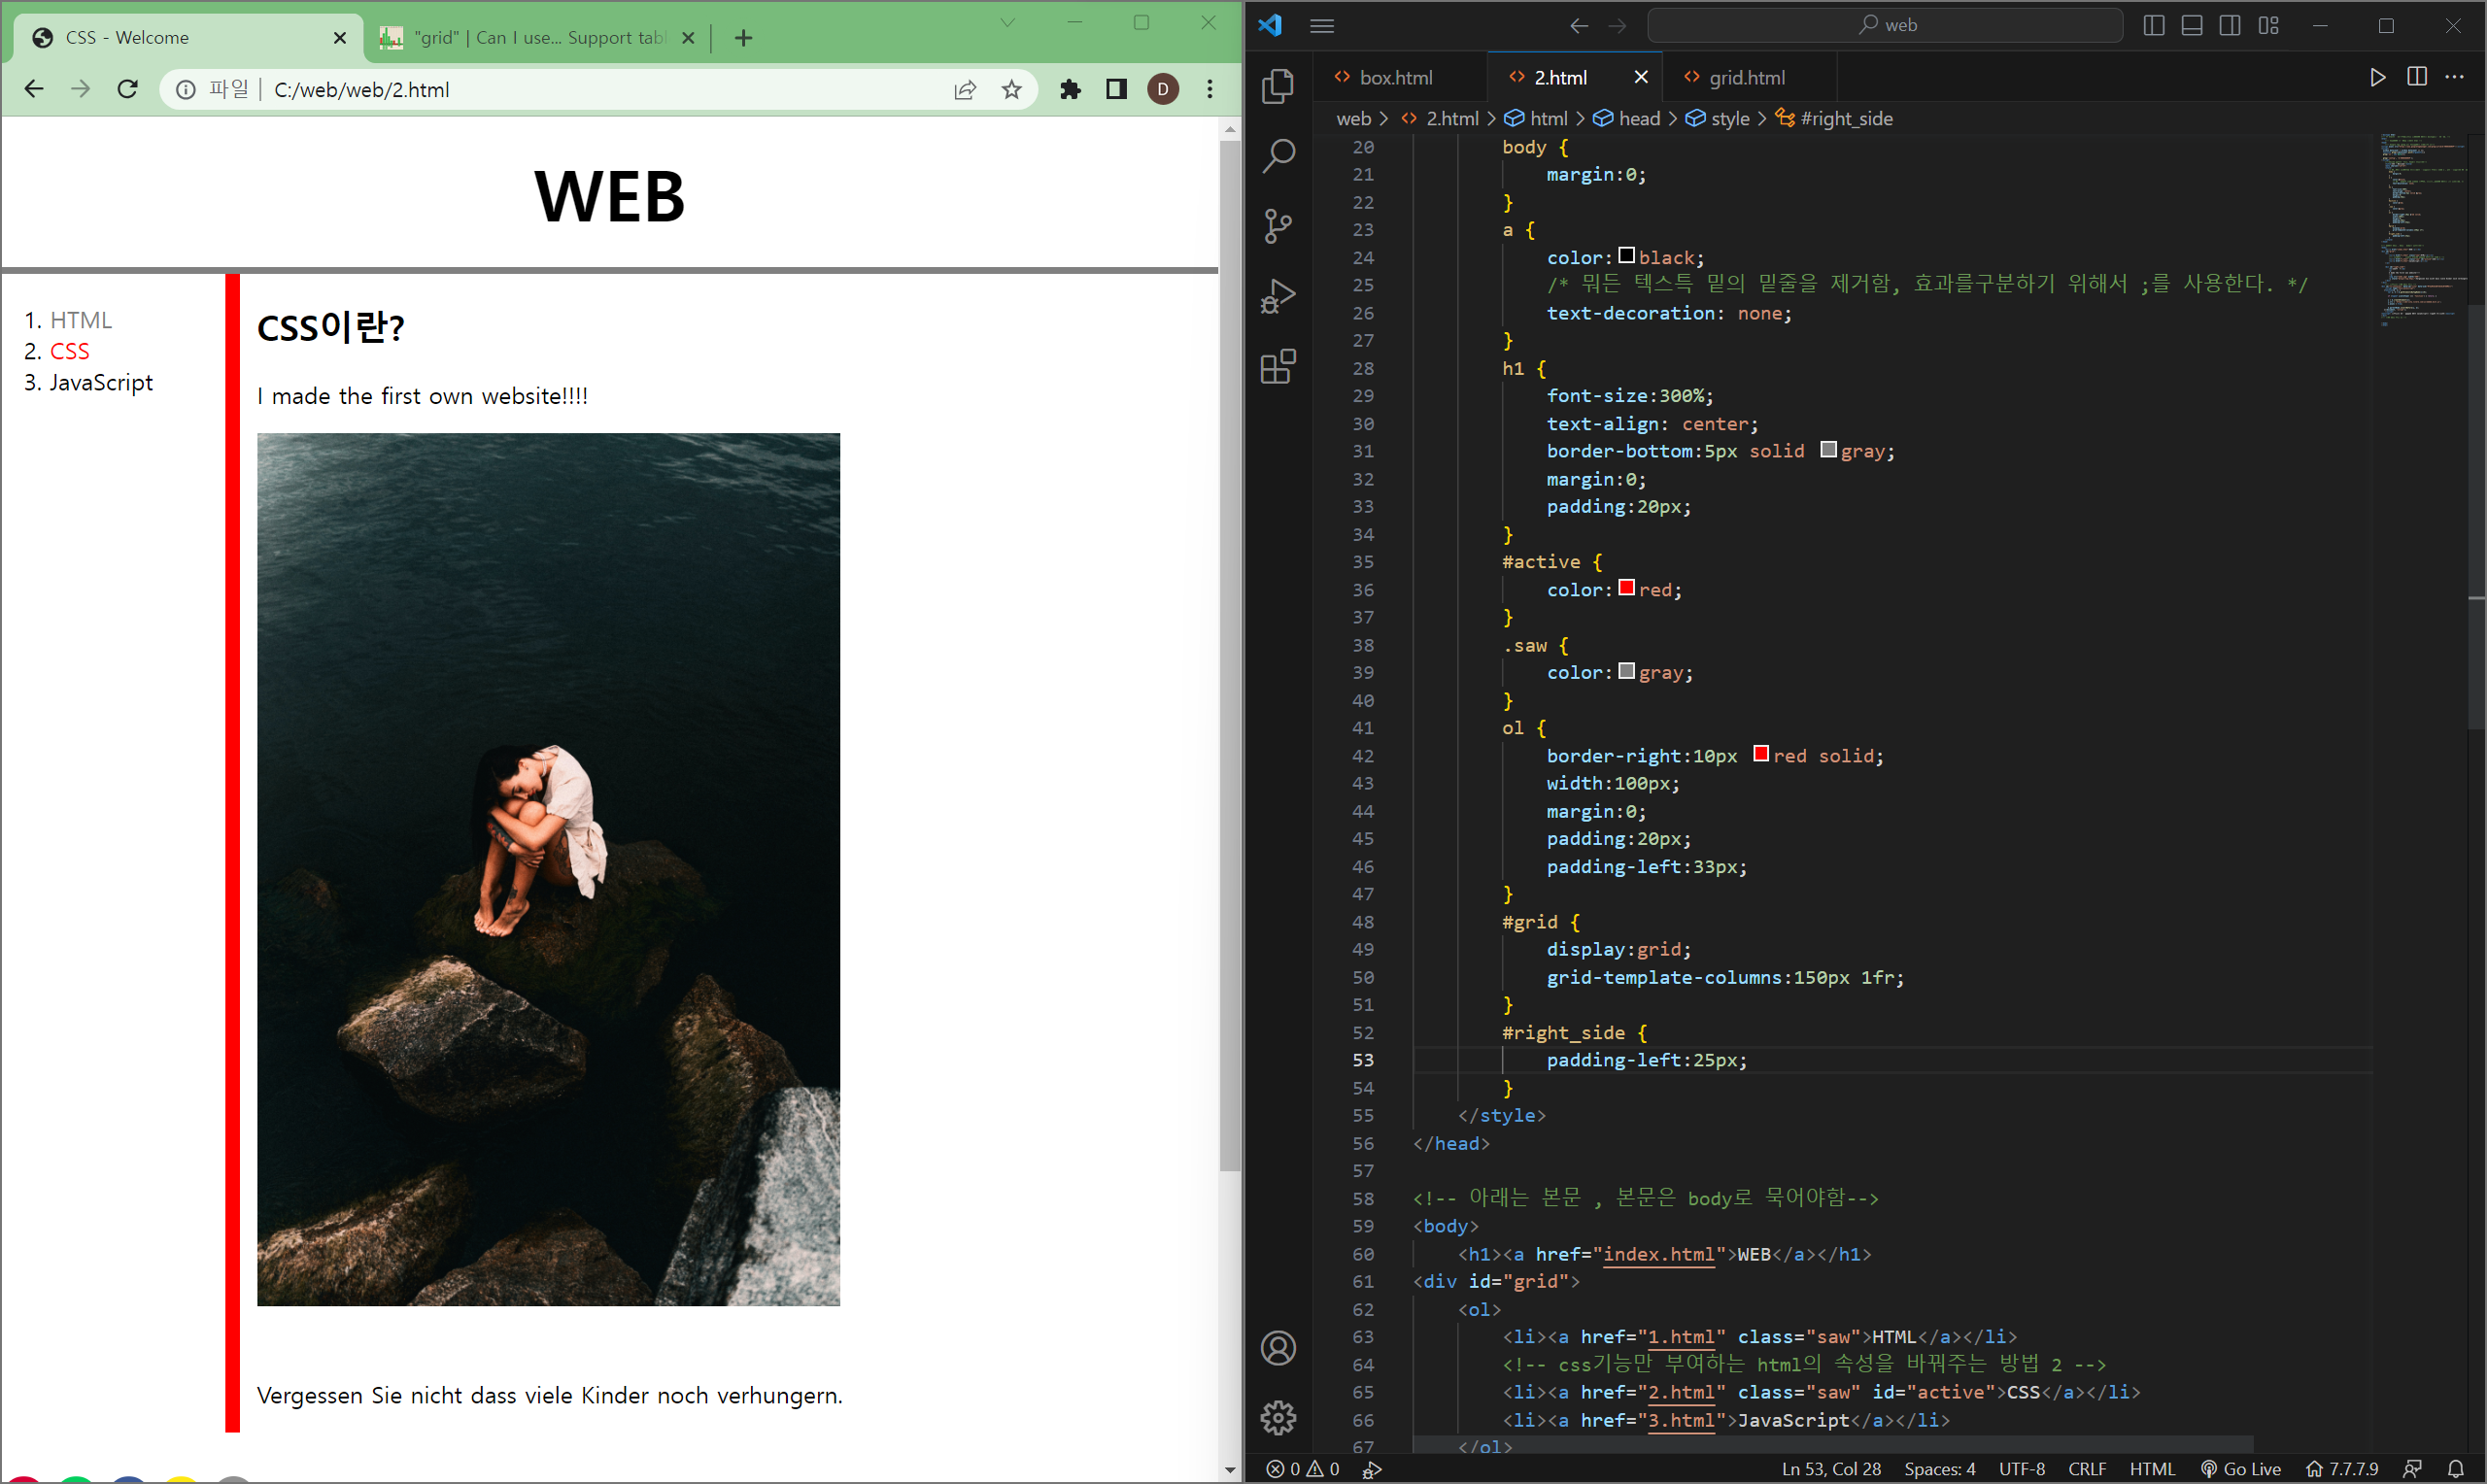 CSS - Welcome
"grid" | Can I use... Support tabl
파일
C:/web/web/2.html
D
WEB
1. HTML
2. CSS
3. JavaScript
CSS이란?
I made the first own website!!!!
Vergessen Sie nicht dass viele Kinder noch verhungern.
web
box.html
2.html
grid.html
web > 2.html > html > head > style > #right_side
20 body {
21 margin:0;
22 }
23 a {
24 color:black;
25 /* 뭐든 텍스트 밑의 밑줄을 제거함, 효과를구분하기 위해서 ;를 사용한다. */
26 text-decoration: none;
27 }
28 h1 {
29 font-size:300%;
30 text-align: center;
31 border-bottom:5px solid gray;
32 margin:0;
33 padding:20px;
34 }
35 #active {
36 color:red;
37 }
38 .saw {
39 color:gray;
40 }
41 ol {
42 border-right:10px red solid;
43 width:100px;
44 margin:0;
45 padding:20px;
46 padding-left:33px;
47 }
48 #grid {
49 display:grid;
50 grid-template-columns:150px 1fr;
51 }
52 #right_side {
53 padding-left:25px;
54 }
55 </style>
56 </head>
57
58 <!-- 아래는 본문 , 본문은 body로 묵어야함-->
59 <body>
60 <h1><a href="index.html">WEB</a></h1>
61 <div id="grid">
62 <ol>
63 <li><a href="1.html" class="saw">HTML</a></li>
64 <!-- css기능만 부여하는 html의 속성을 바꿔주는 방법 2 -->
65 <li><a href="2.html" class="saw" id="active">CSS</a></li>
66 <li><a href="3.html">JavaScript</a></li>
67 </ol>
0 0
Ln 53, Col 28
Spaces: 4
UTF-8
CRLF
HTML
Go Live
7.7.7.9